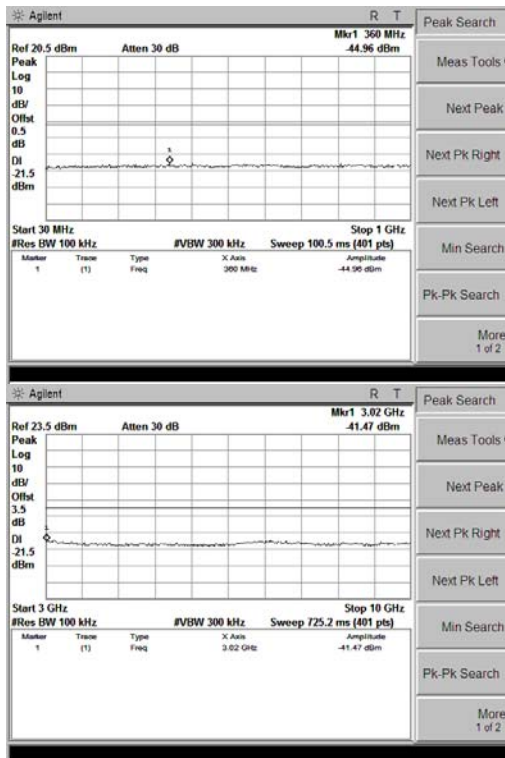 Agilent R T
Peak Search
Mkr1 360 MHz
Ref 20.5 dBm Atten 30 dB -44.96 dBm
Peak
Log
10
dB/
Offst
0.5
dB
DI
-21.5
dBm
1
Start 30 MHz Stop 1 GHz
#Res BW 100 kHz #VBW 300 kHz Sweep 100.5 ms (401 pts)
Marker Trace Type X Axis Amplitude
1 (1) Freq 360 MHz -44.96 dBm
Meas Tools
Next Peak
Next Pk Right
Next Pk Left
Min Search
Pk-Pk Search
More
1 of 2
Agilent R T
Peak Search
Mkr1 3.02 GHz
Ref 23.5 dBm Atten 30 dB -41.47 dBm
Peak
Log
10
dB/
Offst
3.5
dB
DI
-21.5
dBm
1
Start 3 GHz Stop 10 GHz
#Res BW 100 kHz #VBW 300 kHz Sweep 725.2 ms (401 pts)
Marker Trace Type X Axis Amplitude
1 (1) Freq 3.02 GHz -41.47 dBm
Meas Tools
Next Peak
Next Pk Right
Next Pk Left
Min Search
Pk-Pk Search
More
1 of 2